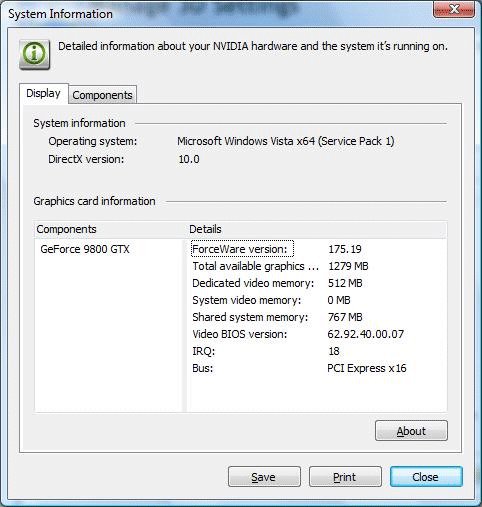 Manage 3D Settings
System Information
Detailed information about your NVIDIA hardware and the system it's running on.
Display Components
System information
Operating system: Microsoft Windows Vista x64 (Service Pack 1)
DirectX version: 10.0
Graphics card information
Components Details
GeForce 9800 GTX ForceWare version: 175.19
Total available graphics ... 1279 MB
Dedicated video memory: 512 MB
System video memory: 0 MB
Shared system memory: 767 MB
Video BIOS version: 62.92.40.00.07
IRQ: 18
Bus: PCI Express x16
About
Save Print Close